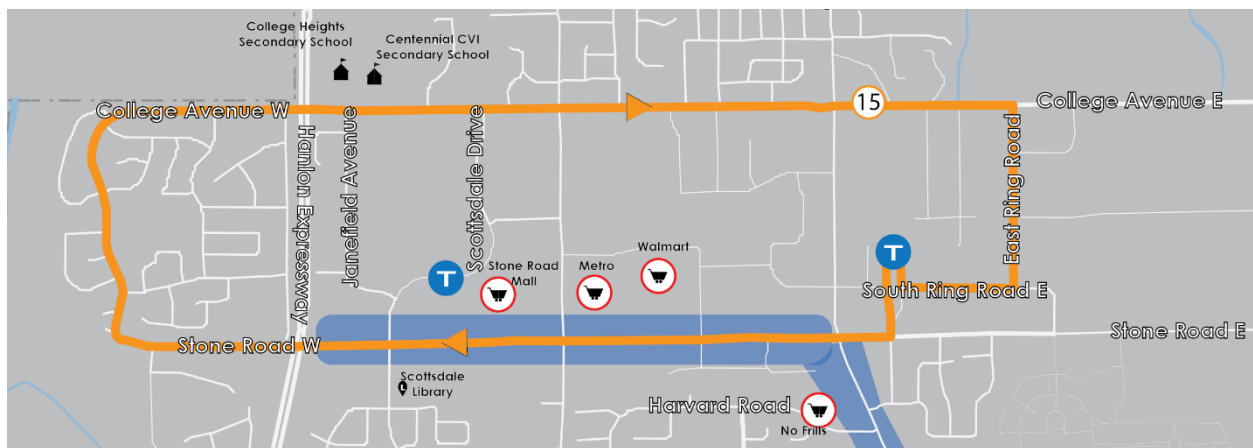 College Heights
Secondary School
Centennial CVI
Secondary School
College Avenue W
15
College Avenue E
Hanlon Expressway
Janefield Avenue
Scottsdale Drive
East Ring Road
Walmart
T
Stone Road
Mall
Metro
T
South Ring Road E
Stone Road W
Stone Road E
Scottsdale
Library
L
Harvard Road
No Frills